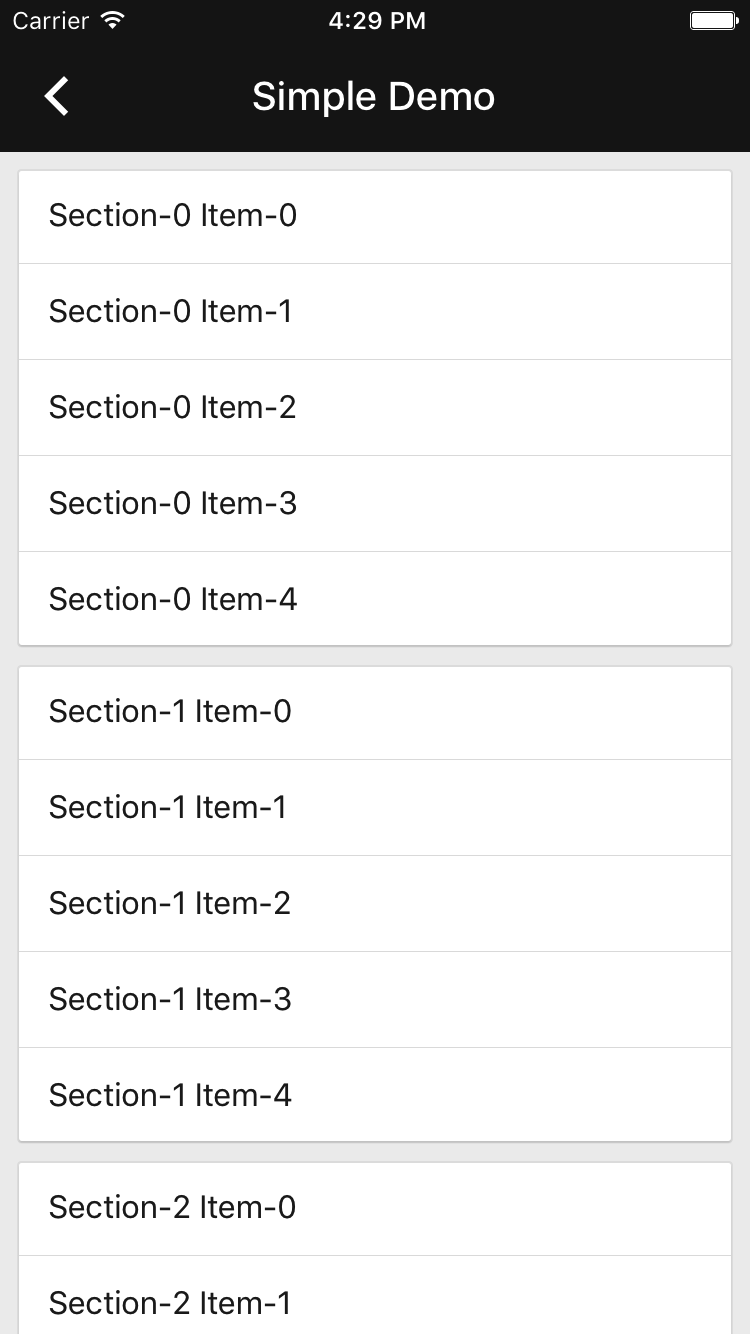 Carrier 4:29 PM
Simple Demo
Section-0 Item-0
Section-0 Item-1
Section-0 Item-2
Section-0 Item-3
Section-0 Item-4
Section-1 Item-0
Section-1 Item-1
Section-1 Item-2
Section-1 Item-3
Section-1 Item-4
Section-2 Item-0
Section-2 Item-1